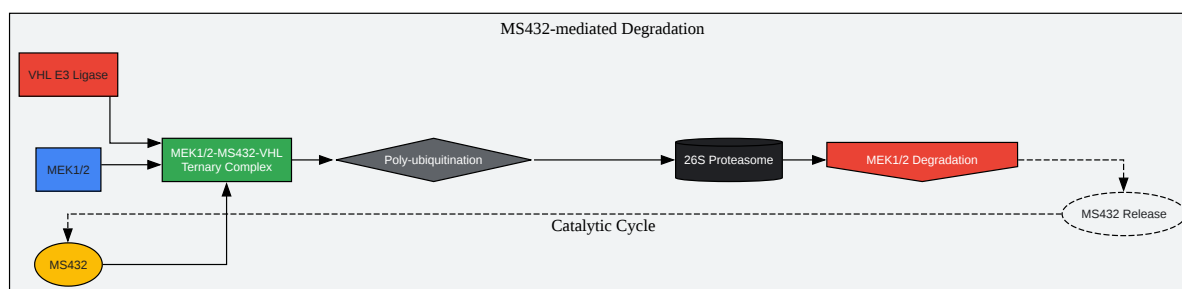 MS432-mediated Degradation
VHL E3 Ligase
MEK1/2
MEK1/2-MS432-VHL
Ternary Complex
Poly-ubiquitination
26S Proteasome
MEK1/2 Degradation
MS432 Release
Catalytic Cycle
MS432